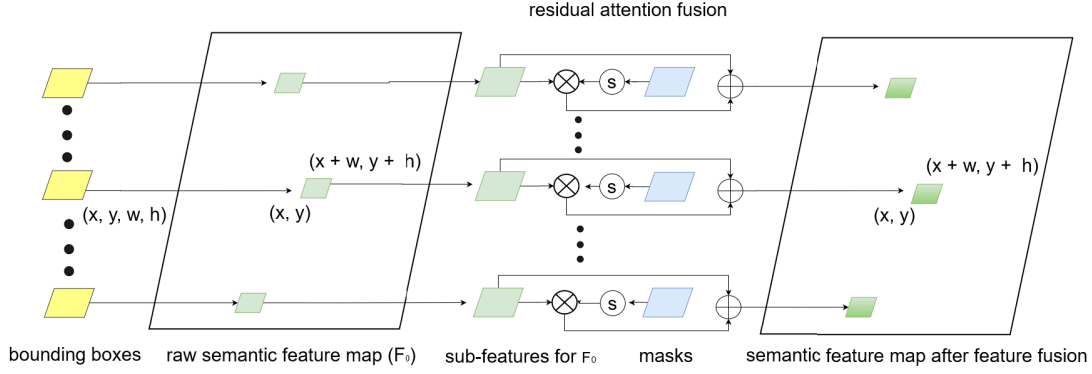 residual attention fusion
S
S
S
(x, y, w, h)
(x, y)
(x + w, y + h)
(x, y)
(x + w, y + h)
bounding boxes
raw semantic feature map (F₀)
sub-features for F₀
masks
semantic feature map after feature fusion